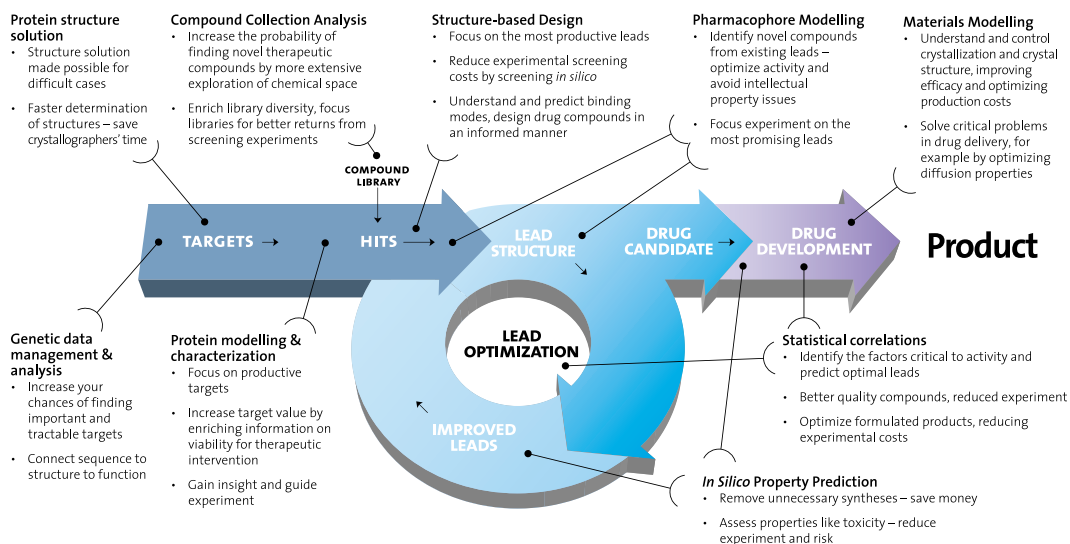 Protein structure
solution
• Structure solution
made possible for
difficult cases
• Faster determination
of structures – save
crystallographers' time
Compound Collection Analysis
• Increase the probability of
finding novel therapeutic
compounds by more extensive
exploration of chemical space
• Enrich library diversity, focus
libraries for better returns from
screening experiments
Structure-based Design
• Focus on the most productive leads
• Reduce experimental screening
costs by screening in silico
• Understand and predict binding
modes, design drug compounds in
an informed manner
Pharmacophore Modelling
• Identify novel compounds
from existing leads –
optimize activity and
avoid intellectual
property issues
• Focus experiment on the
most promising leads
Materials Modelling
• Understand and control
crystallization and crystal
structure, improving
efficacy and optimizing
production costs
• Solve critical problems
in drug delivery, for
example by optimizing
diffusion properties
COMPOUND
LIBRARY
TARGETS
HITS
LEAD
STRUCTURE
DRUG
CANDIDATE
DRUG
DEVELOPMENT
Product
LEAD
OPTIMIZATION
IMPROVED
LEADS
Genetic data
management &
analysis
• Increase your
chances of finding
important and
tractable targets
• Connect sequence to
structure to function
Protein modelling &
characterization
• Focus on productive
targets
• Increase target value by
enriching information on
viability for therapeutic
intervention
• Gain insight and guide
experiment
Statistical correlations
• Identify the factors critical to activity and
predict optimal leads
• Better quality compounds, reduced experiment
• Optimize formulated products, reducing
experimental costs
In Silico Property Prediction
• Remove unnecessary syntheses – save money
• Assess properties like toxicity – reduce
experiment and risk